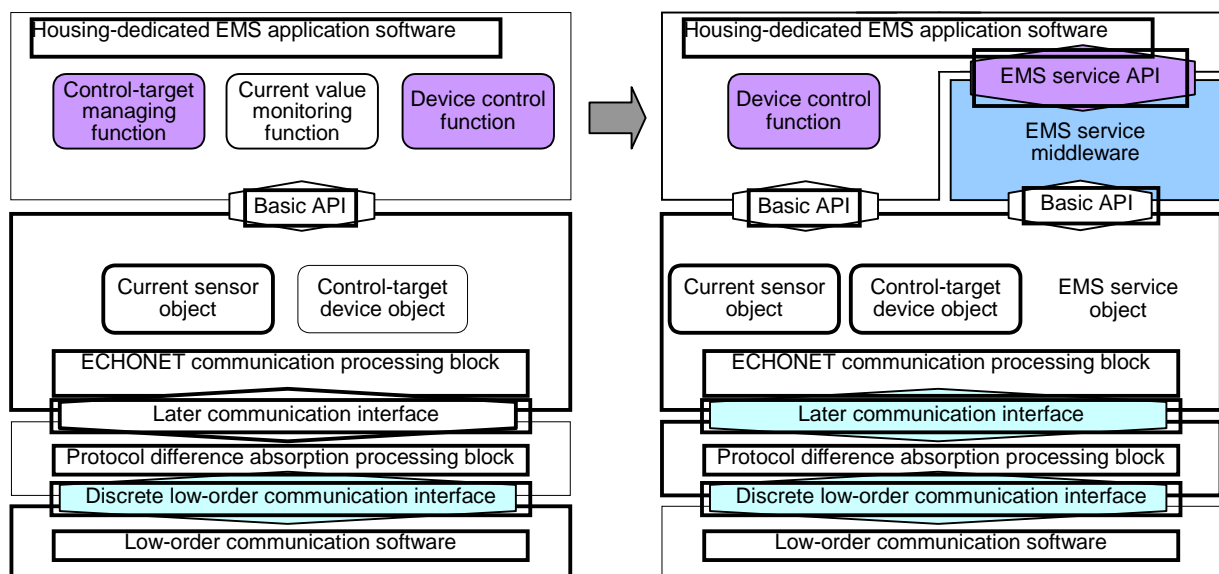 Housing-dedicated EMS application software
Control-target
managing
function
Current value
monitoring
function
Device control
function
Basic API
Current sensor
object
Control-target
device object
ECHONET communication processing block
Later communication interface
Protocol difference absorption processing block
Discrete low-order communication interface
Low-order communication software
Housing-dedicated EMS application software
EMS service API
Device control
function
EMS service
middleware
Basic API
Basic API
Current sensor
object
Control-target
device object
EMS service
object
ECHONET communication processing block
Later communication interface
Protocol difference absorption processing block
Discrete low-order communication interface
Low-order communication software